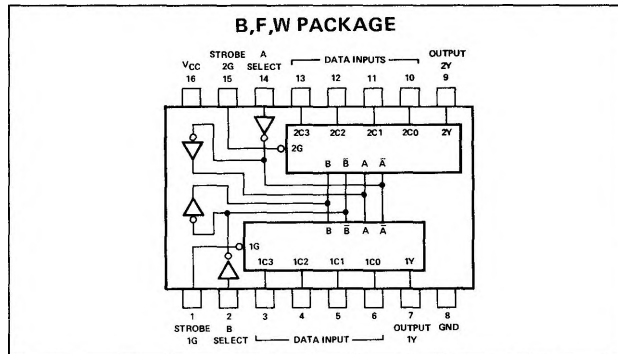 B,F,W PACKAGE
STROBE A OUTPUT
VCC 2G SELECT DATA INPUTS 2Y
16 15 14 13 12 11 10 9
2C3 2C2 2C1 2C0 2Y
2G
B B̅ A A̅
B B̅ A A̅
1G
1C3 1C2 1C1 1C0 1Y
1 2 3 4 5 6 7 8
STROBE B DATA INPUT OUTPUT GND
1G SELECT 1Y